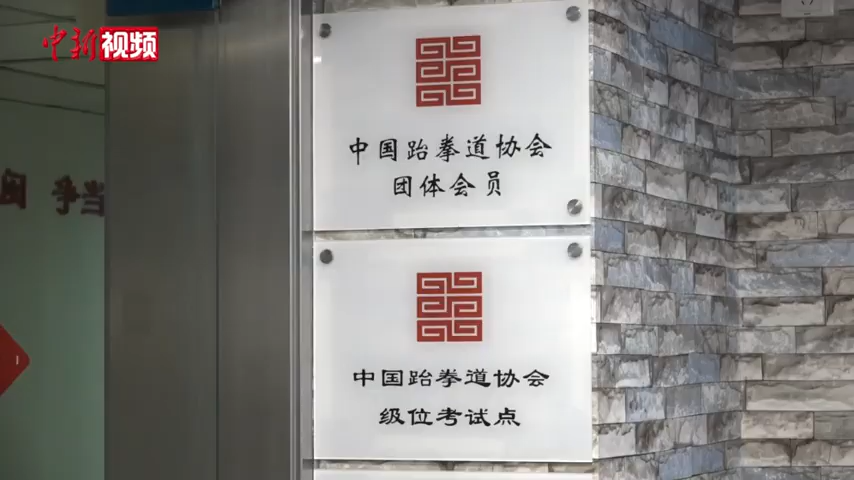 中新视频
中国跆拳道协会
团体会员
中国跆拳道协会
级位考试点
争当